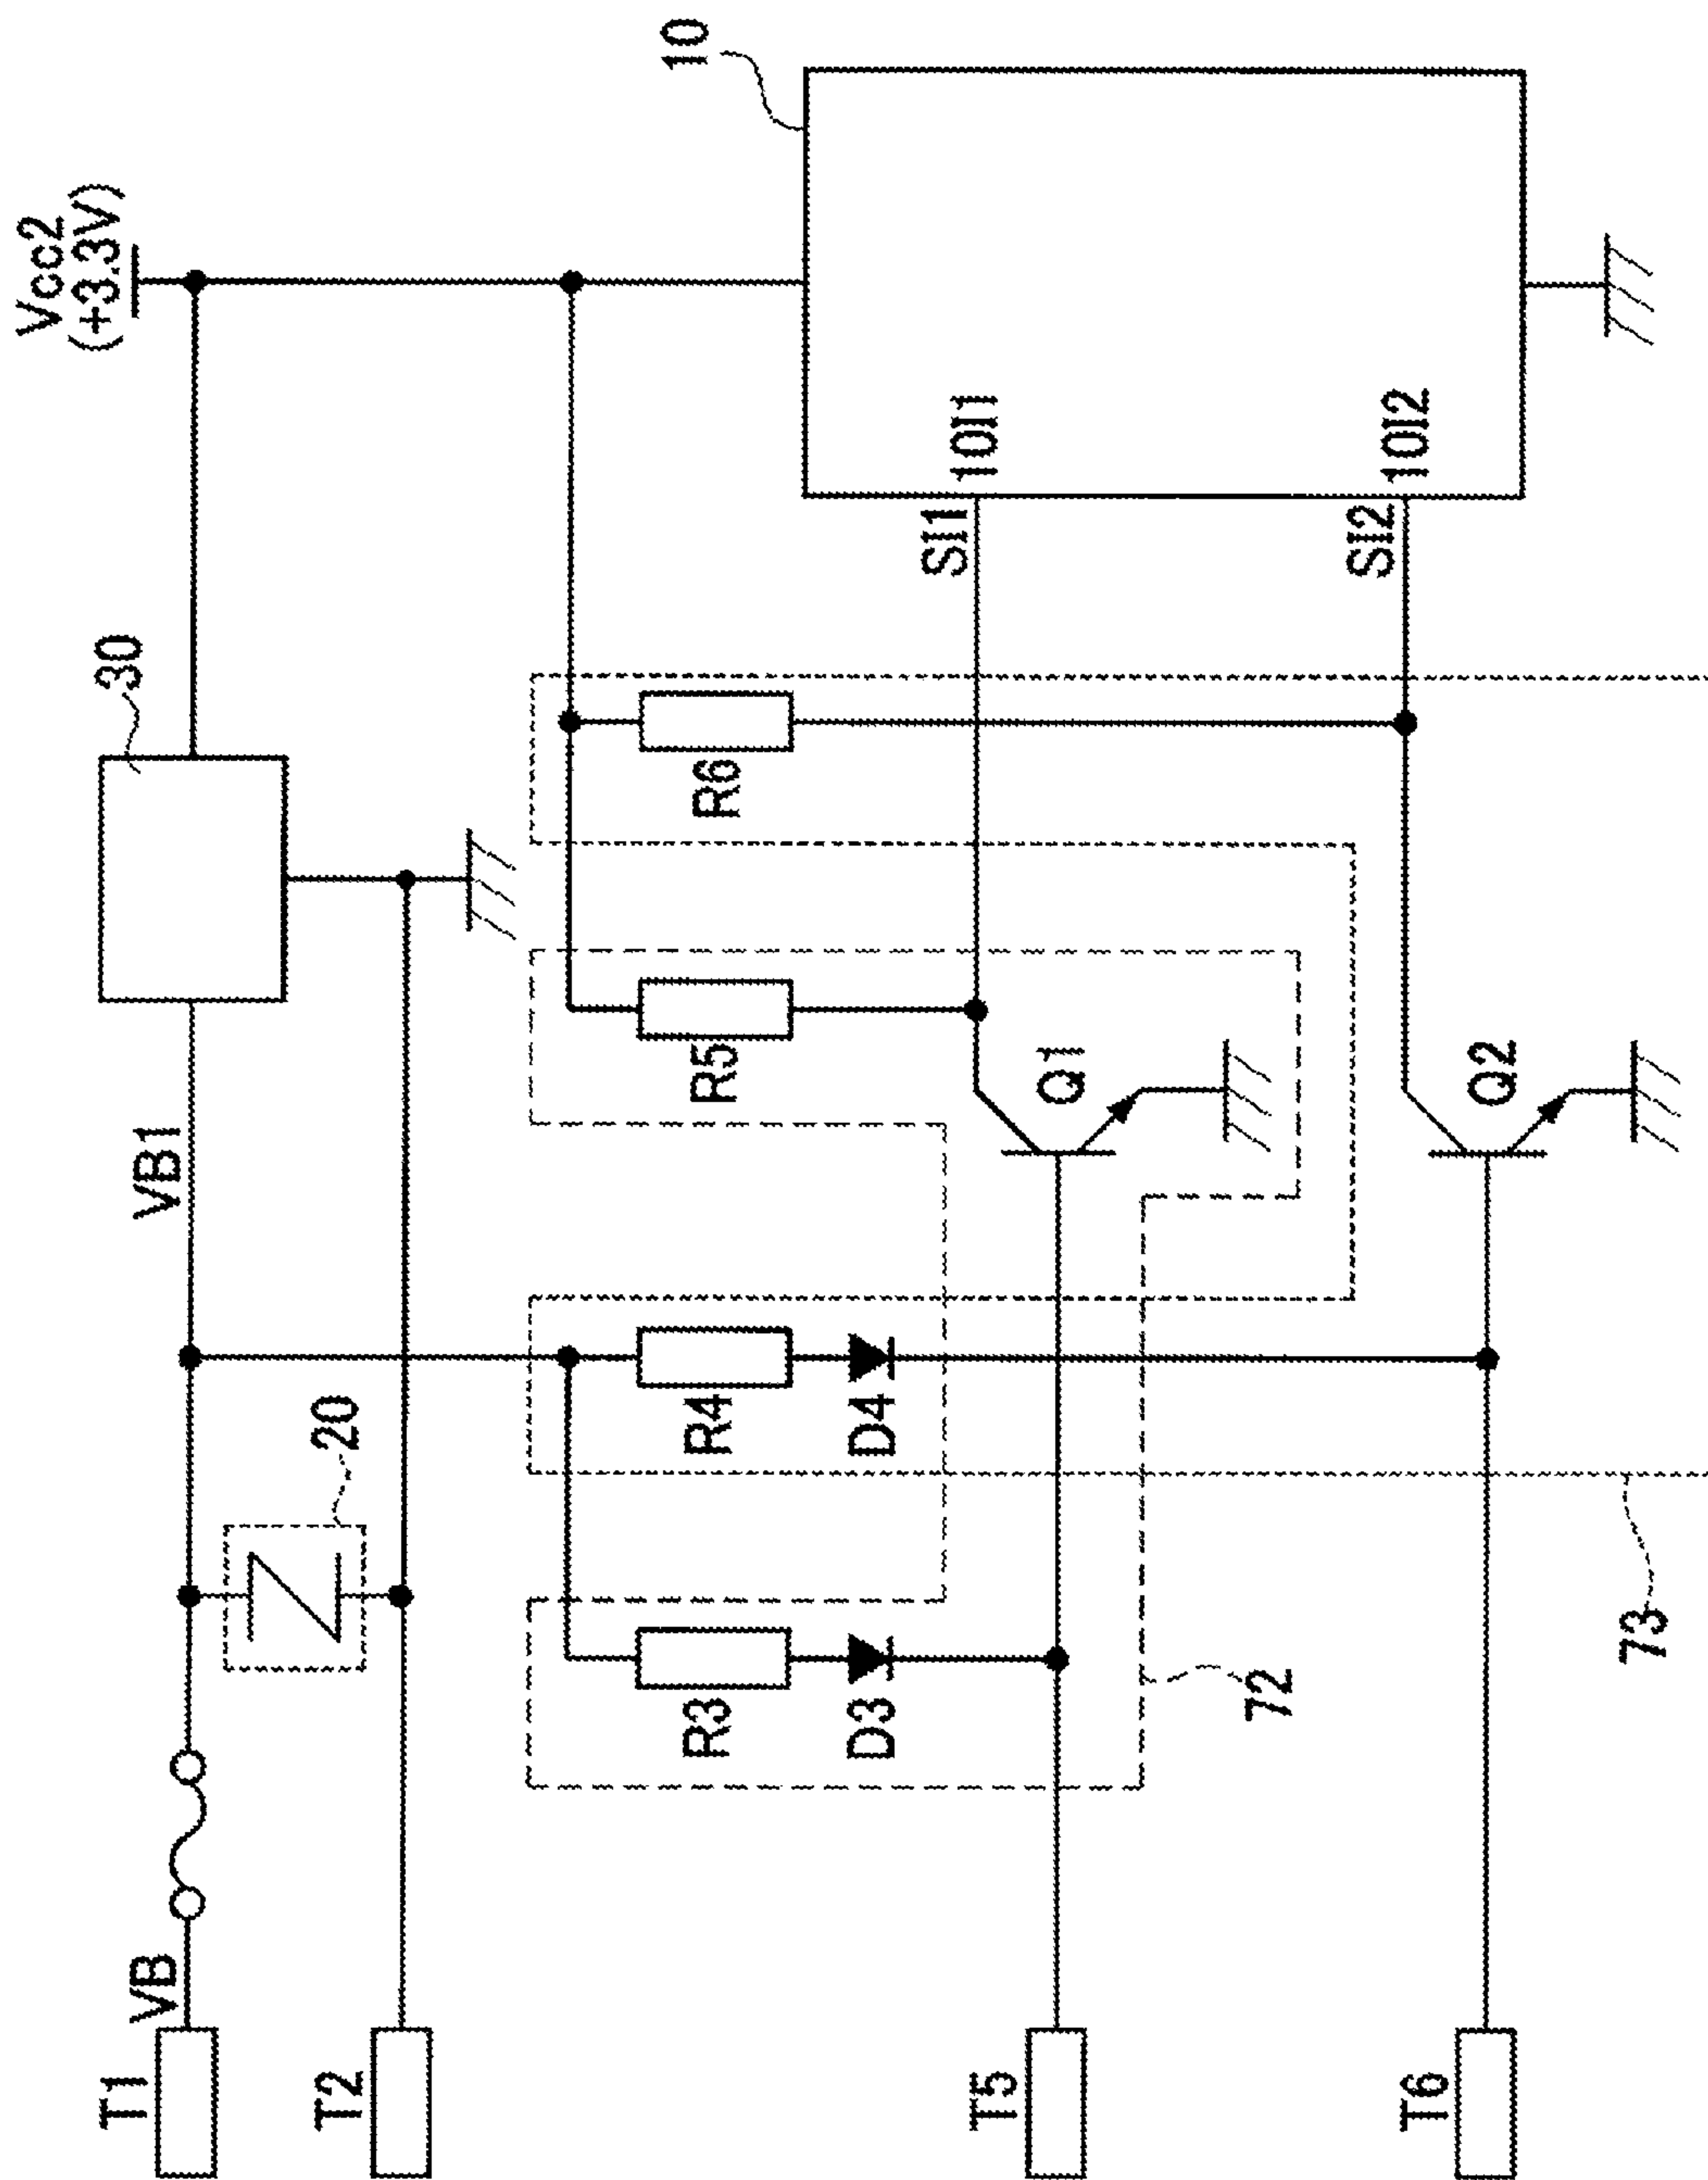 Vcc2
(+3.3V)
10
30
VB1
20
VB
T1
T2
R6
R5
R4
R3
D4
D3
SI1
10I1
SI2
10I2
Q1
Q2
72
73
T5
T6